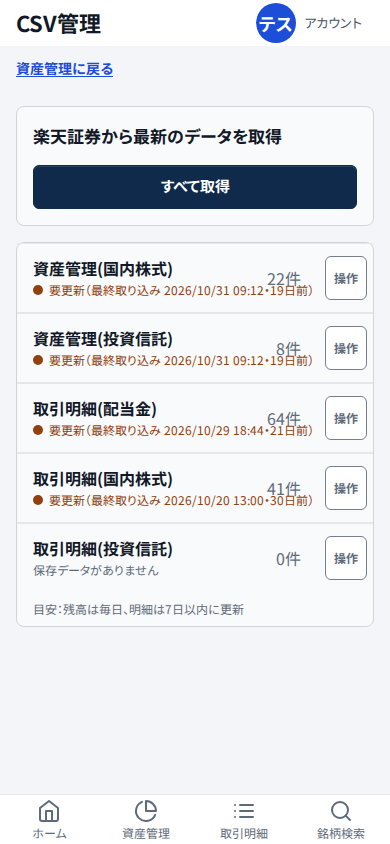 CSV管理
テス アカウント
資産管理に戻る
楽天証券から最新のデータを取得
すべて取得
資産管理(国内株式)
22件
要更新(最終取り込み 2026/10/31 09:12・19日前)
操作
資産管理(投資信託)
8件
要更新(最終取り込み 2026/10/31 09:12・19日前)
操作
取引明細(配当金)
64件
要更新(最終取り込み 2026/10/29 18:44・21日前)
操作
取引明細(国内株式)
41件
要更新(最終取り込み 2026/10/20 13:00・30日前)
操作
取引明細(投資信託)
0件
保存データがありません
操作
目安:残高は毎日、明細は7日以内に更新
ホーム 資産管理 取引明細 銘柄検索